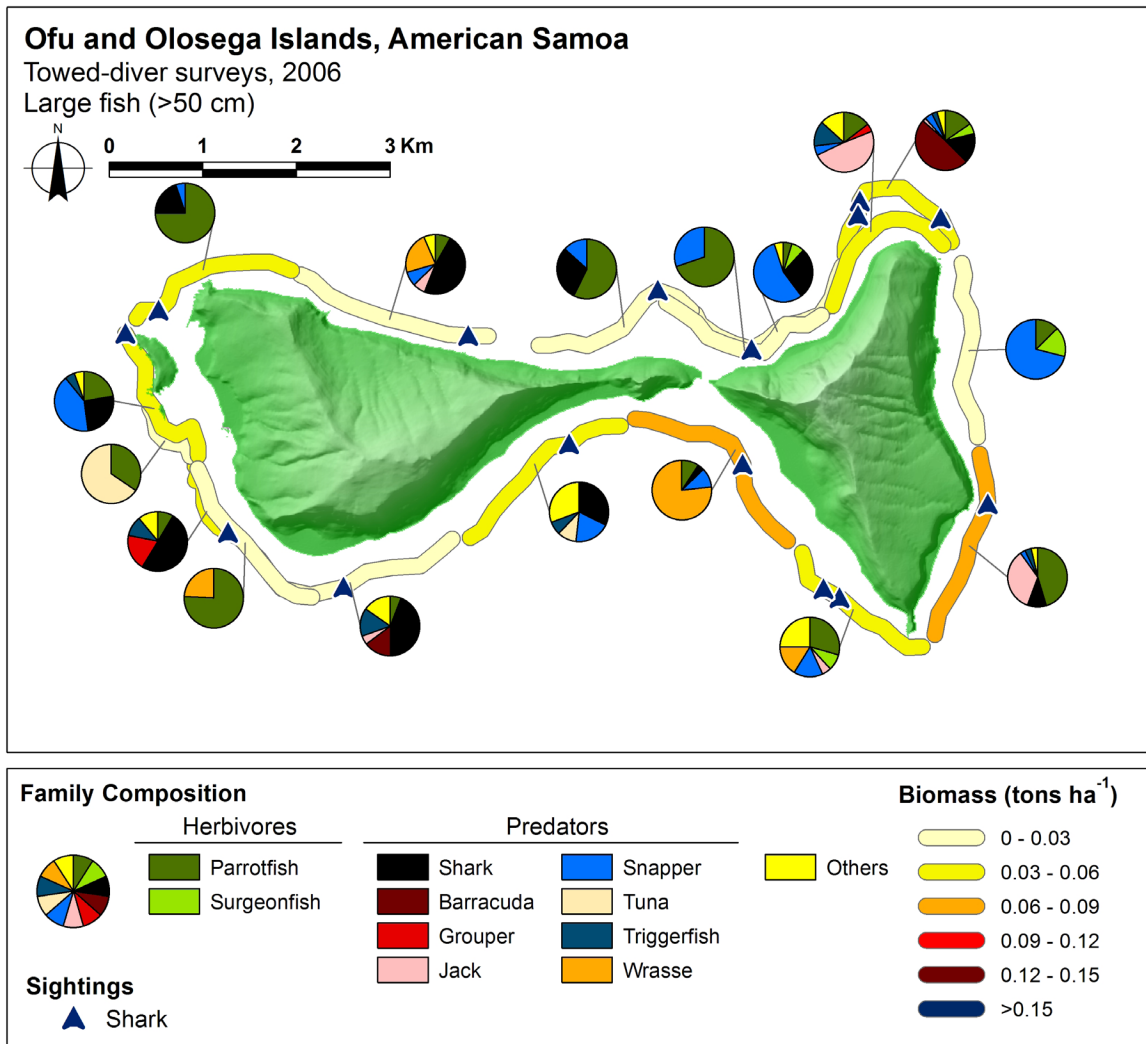 Ofu and Olosega Islands, American Samoa
Towed-diver surveys, 2006
Large fish (>50 cm)
N
0 1 2 3 Km
Family Composition
Herbivores
Parrotfish
Surgeonfish
Predators
Shark
Barracuda
Grouper
Jack
Snapper
Tuna
Triggerfish
Wrasse
Others
Sightings
Shark
Biomass (tons ha⁻¹)
0 - 0.03
0.03 - 0.06
0.06 - 0.09
0.09 - 0.12
0.12 - 0.15
>0.15